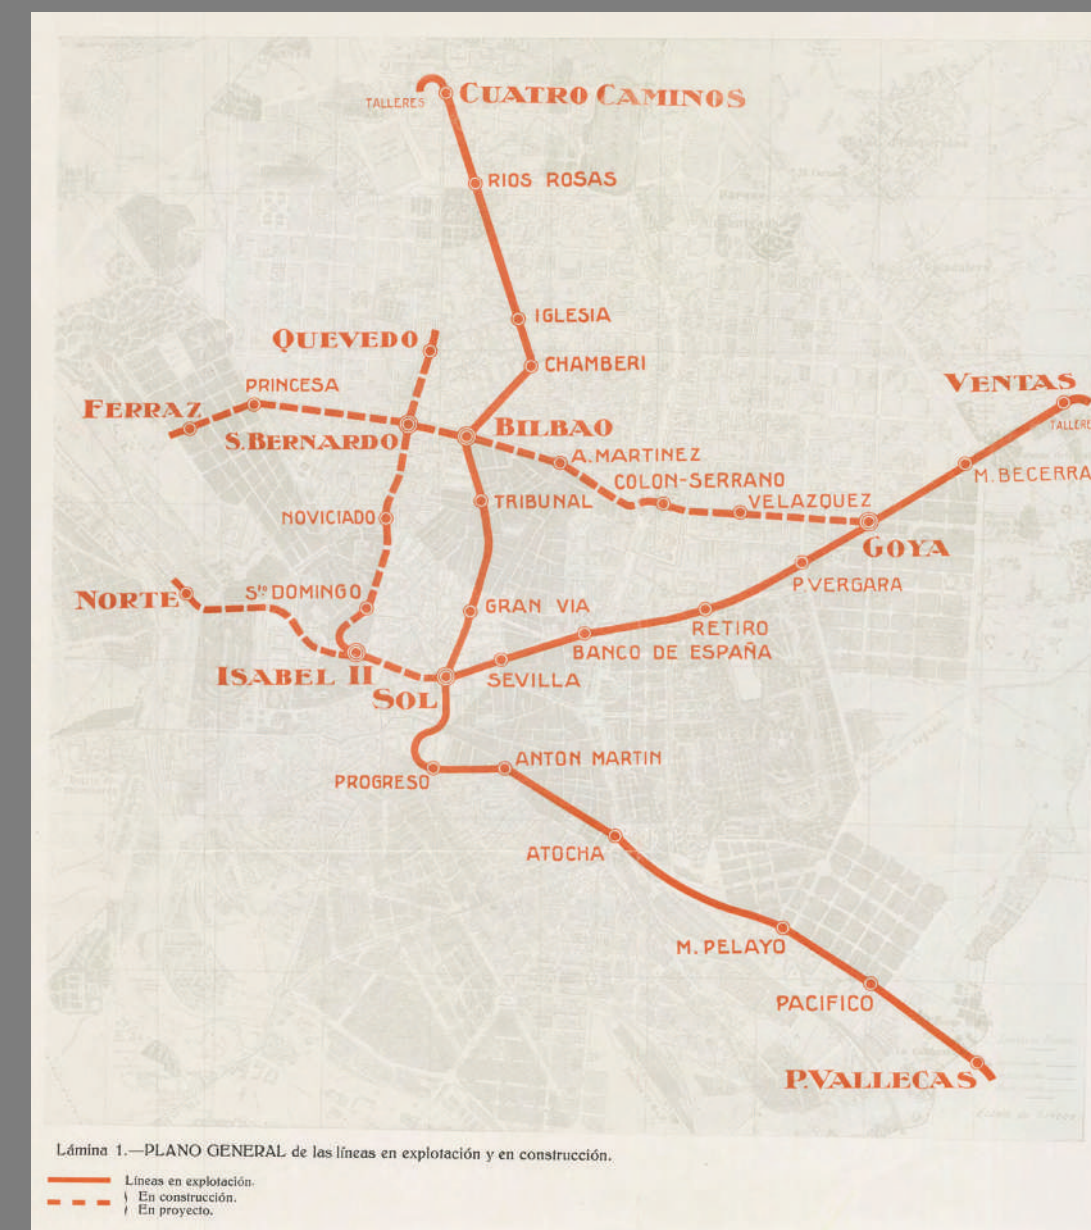 CUATRO CAMINOS
TALLERES
RIOS ROSAS
IGLESIA
QUEVEDO
CHAMBERI
PRINCESA
VENTAS
FERRAZ
S. BERNARDO
BILBAO
TALLERE
A. MARTINEZ
M. BECERRA
COLON-SERRANO
TRIBUNAL
VELAZQUEZ
NOVICIADO
GOYA
P. VERGARA
NORTE
Sto DOMINGO
GRAN VIA
RETIRO
BANCO DE ESPAÑA
ISABEL II
SEVILLA
SOL
ANTON MARTIN
PROGRESO
ATOCHA
M. PELAYO
PACIFICO
P. VALLECAS
Lámina 1.—PLANO GENERAL de las líneas en explotación y en construcción.
Líneas en explotación.
En construcción.
En proyecto.